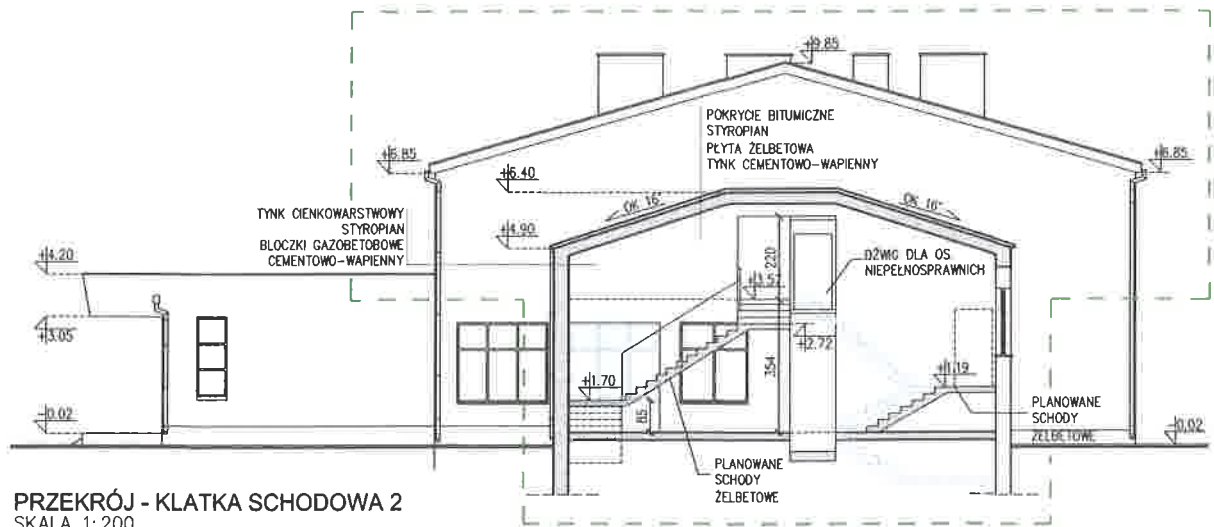 +9.85
POKRYCIE BITUMICZNE
STYROPIAN
PŁYTA ŻELBETOWA
TYNK CEMENTOWO-WAPIENNY
+6.85
+6.85
+6.40
OK 16°
OK 16°
TYNK CIENKOWARSTWOWY
STYROPIAN
BLOCZKI GAZOBETOBOWE
CEMENTOWO-WAPIENNY
+4.90
+4.20
220
DŹWIG DLA OS.
NIEPEŁNOSPRAWNICH
+3.05
+2.72
354
+1.70
+1.19
85
PLANOWANE
SCHODY
ŻELBETOWE
-0.02
-0.02
PLANOWANE
SCHODY
ŻELBETOWE
PRZEKRÓJ - KLATKA SCHODOWA 2
SKALA 1:200